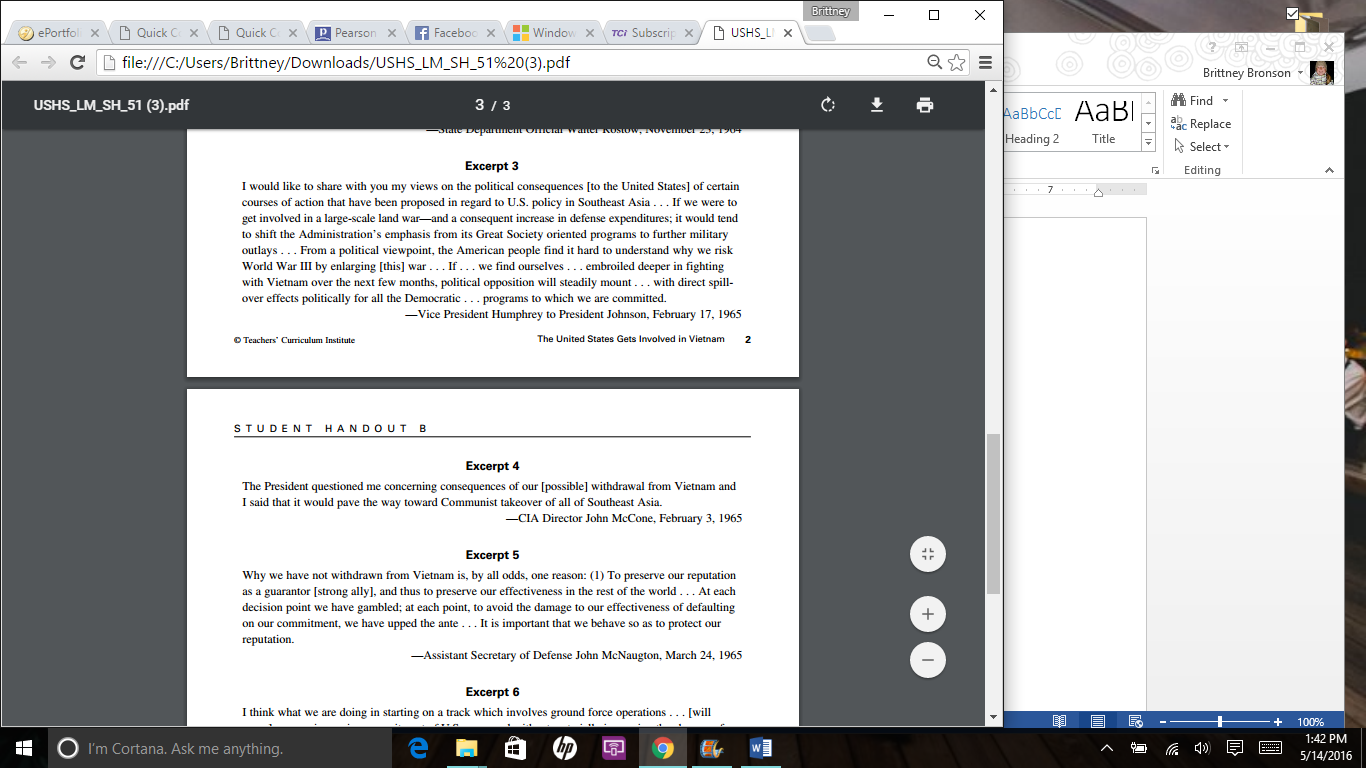 Brittney
ePortfoli
Quick C
Quick C
Pearson
Faceboo
Window
TCi Subscrip
USHS_LM
file:///C:/Users/Brittney/Downloads/USHS_LM_SH_51%20(3).pdf
USHS_LM_SH_51 (3).pdf
3 / 3
—State Department Official Walter Rostow, November 23, 1964
Excerpt 3
I would like to share with you my views on the political consequences [to the United States] of certain
courses of action that have been proposed in regard to U.S. policy in Southeast Asia . . . If we were to
get involved in a large-scale land war—and a consequent increase in defense expenditures; it would tend
to shift the Administration's emphasis from its Great Society oriented programs to further military
outlays . . . From a political viewpoint, the American people find it hard to understand why we risk
World War III by enlarging [this] war . . . If . . . we find ourselves . . . embroiled deeper in fighting
with Vietnam over the next few months, political opposition will steadily mount . . . with direct spill-
over effects politically for all the Democratic . . . programs to which we are committed.
—Vice President Humphrey to President Johnson, February 17, 1965
© Teachers' Curriculum Institute
The United States Gets Involved in Vietnam 2
STUDENT HANDOUT B
Excerpt 4
The President questioned me concerning consequences of our [possible] withdrawal from Vietnam and
I said that it would pave the way toward Communist takeover of all of Southeast Asia.
—CIA Director John McCone, February 3, 1965
Excerpt 5
Why we have not withdrawn from Vietnam is, by all odds, one reason: (1) To preserve our reputation
as a guarantor [strong ally], and thus to preserve our effectiveness in the rest of the world . . . At each
decision point we have gambled; at each point, to avoid the damage to our effectiveness of defaulting
on our commitment, we have upped the ante . . . It is important that we behave so as to protect our
reputation.
—Assistant Secretary of Defense John McNaugton, March 24, 1965
Excerpt 6
I think what we are doing in starting on a track which involves ground force operations . . . [will
Brittney Bronson
AaBbCcD
AaBI
Heading 2
Title
Find
Replace
Select
Editing
7
100%
I'm Cortana. Ask me anything.
1:42 PM
5/14/2016